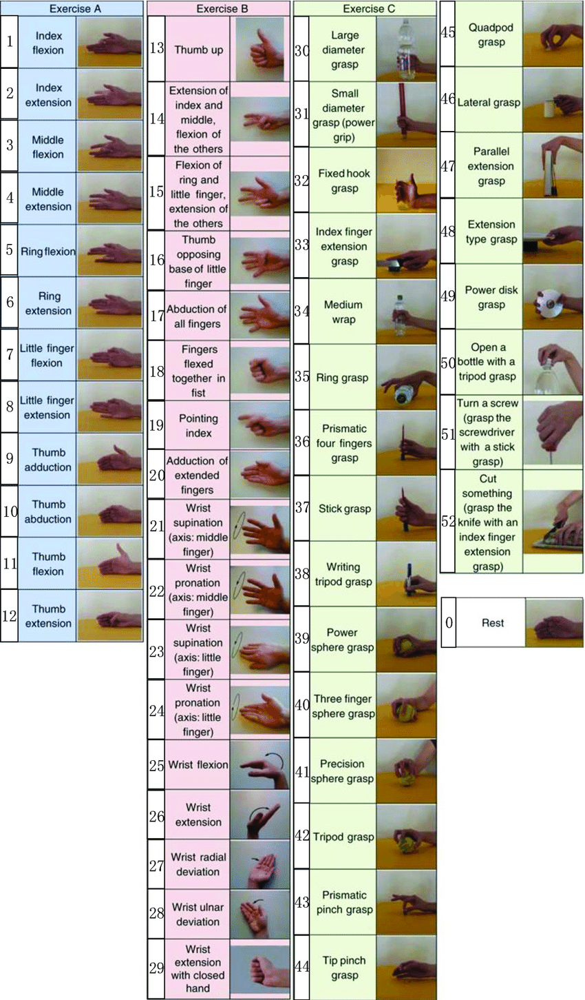 Exercise A
1
Index
flexion
2
Index
extension
3
Middle
flexion
4
Middle
extension
5
Ring flexion
6
Ring
extension
7
Little finger
flexion
8
Little finger
extension
9
Thumb
adduction
10
Thumb
abduction
11
Thumb
flexion
12
Thumb
extension
Exercise B
13
Thumb up
14
Extension of
index and
middle,
flexion of
the others
15
Flexion of
ring and
little finger,
extension of
the others
16
Thumb
opposing
base of little
finger
17
Abduction of
all fingers
18
Fingers
flexed
together in
fist
19
Pointing
index
20
Adduction of
extended
fingers
21
Wrist
supination
(axis: middle
finger)
22
Wrist
pronation
(axis: middle
finger)
23
Wrist
supination
(axis: little
finger)
24
Wrist
pronation
(axis: little
finger)
25
Wrist flexion
26
Wrist
extension
27
Wrist radial
deviation
28
Wrist ulnar
deviation
29
Wrist
extension
with closed
hand
Exercise C
30
Large
diameter
grasp
31
Small
diameter
grasp (power
grip)
32
Fixed hook
grasp
33
Index finger
extension
grasp
34
Medium
wrap
35
Ring grasp
36
Prismatic
four fingers
grasp
37
Stick grasp
38
Writing
tripod grasp
39
Power
sphere grasp
40
Three finger
sphere grasp
41
Precision
sphere grasp
42
Tripod grasp
43
Prismatic
pinch grasp
44
Tip pinch
grasp
45
Quadpod
grasp
46
Lateral grasp
47
Parallel
extension
grasp
48
Extension
type grasp
49
Power disk
grasp
50
Open a
bottle with a
tripod grasp
51
Turn a screw
(grasp the
screwdriver
with a stick
grasp)
52
Cut
something
(grasp the
knife with an
index finger
extension
grasp)
0
Rest